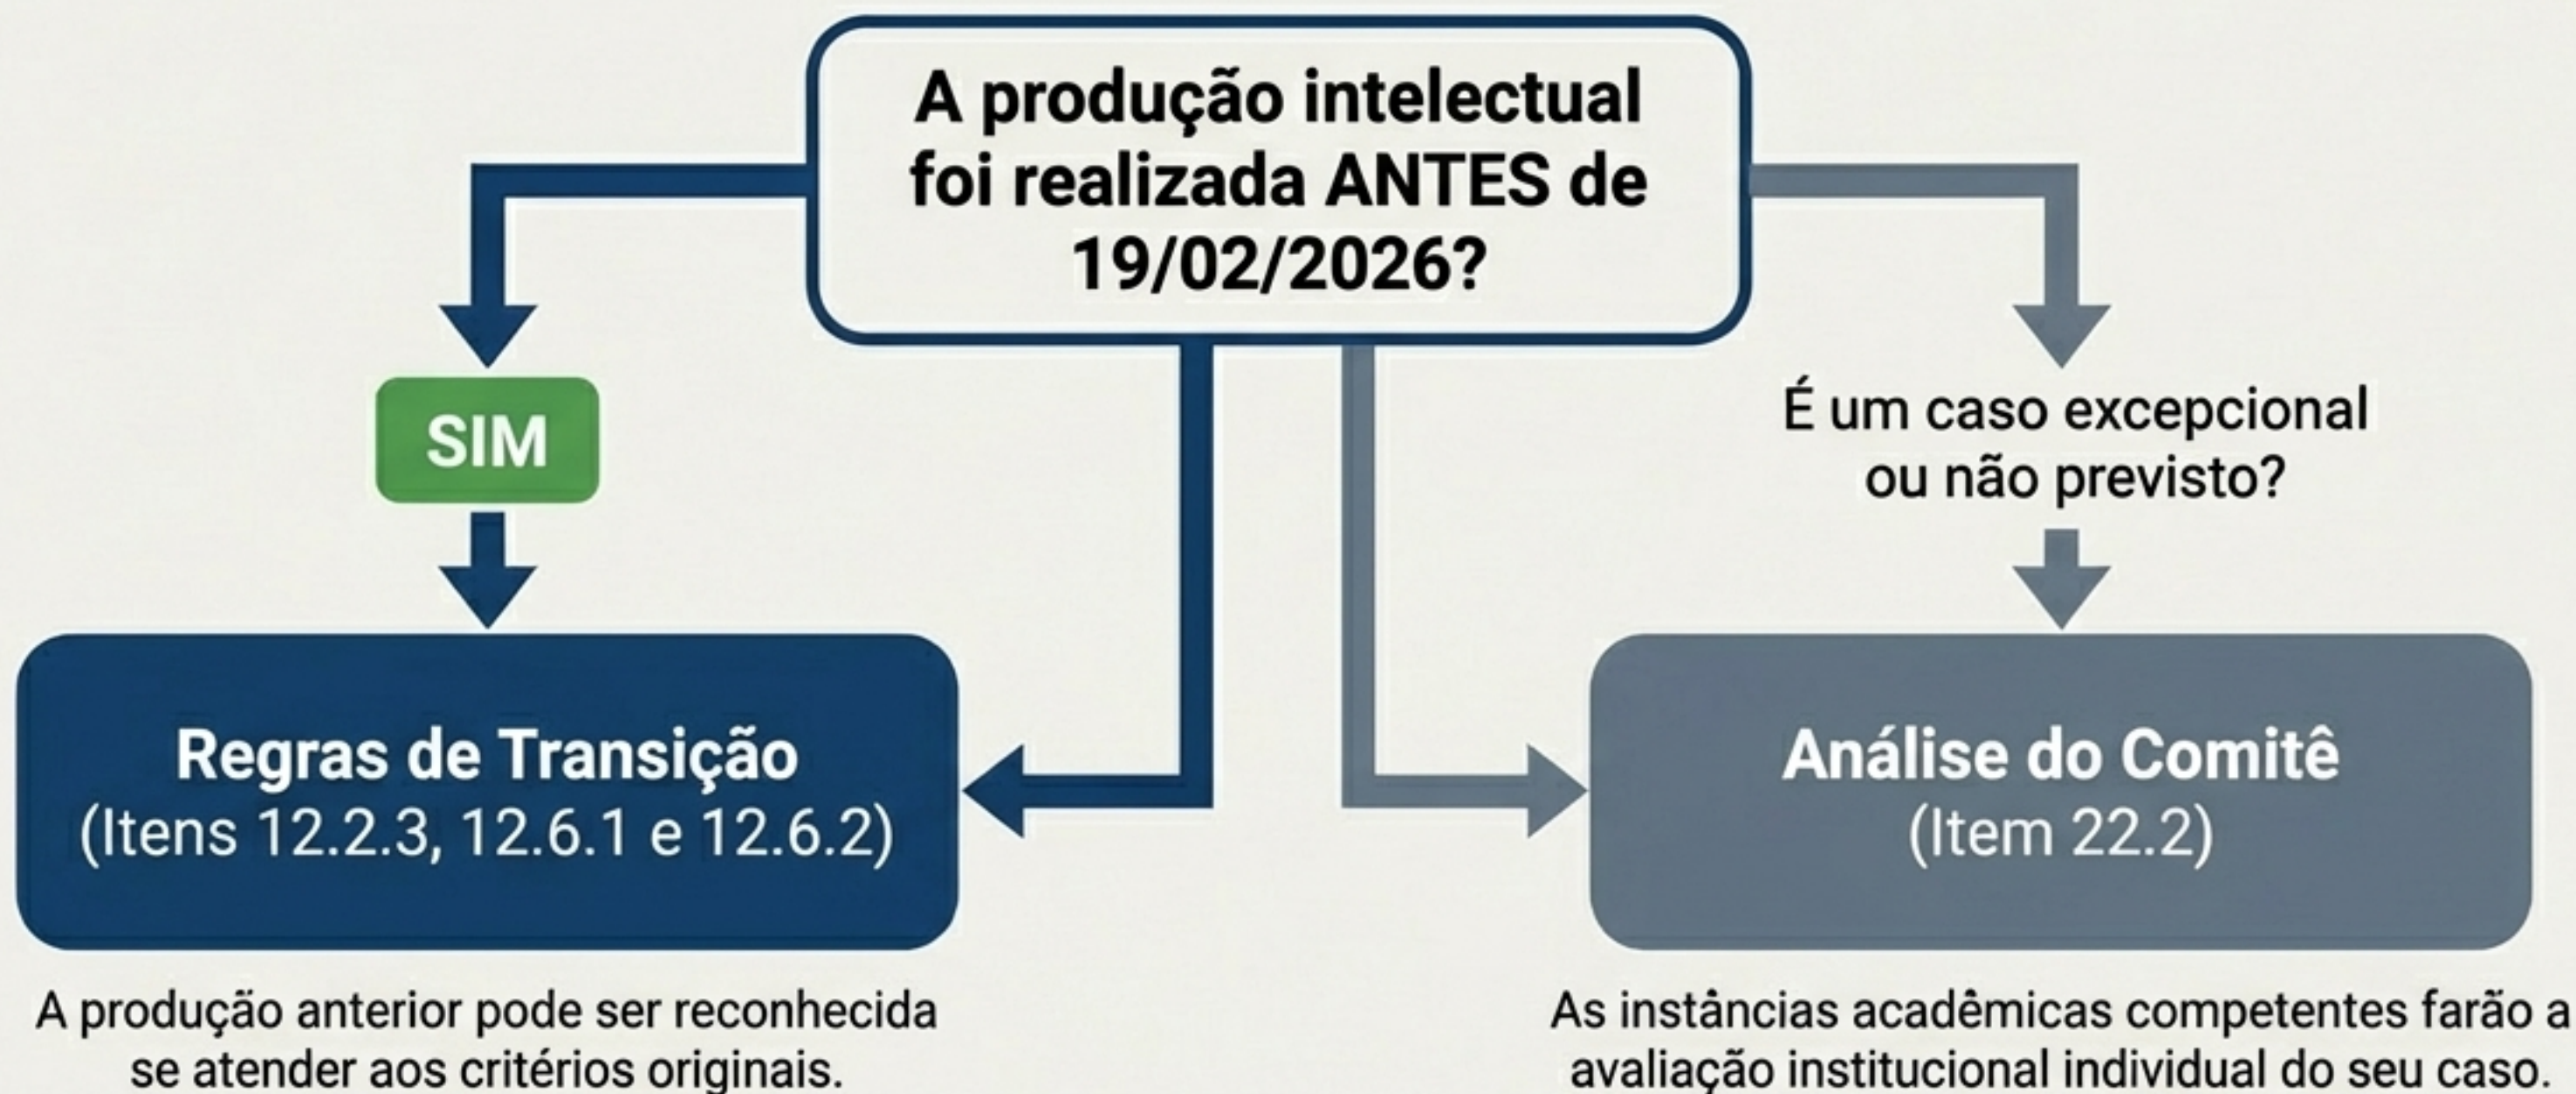 A produção intelectual
foi realizada ANTES de
19/02/2026?
SIM
É um caso excepcional
ou não previsto?
Regras de Transição
(Itens 12.2.3, 12.6.1 e 12.6.2)
Análise do Comitê
(Item 22.2)
A produção anterior pode ser reconhecida
se atender aos critérios originais.
As instâncias acadêmicas competentes farão a
avaliação institucional individual do seu caso.